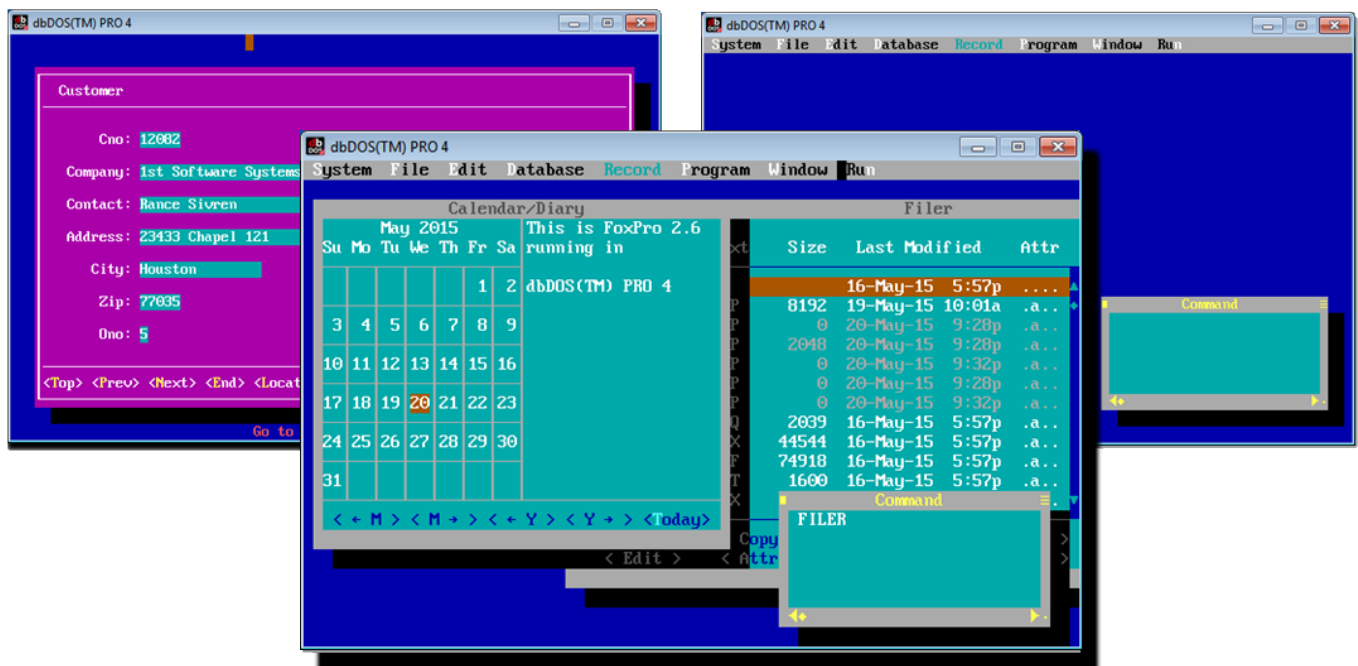 dbDOS(TM) PRO 4
Customer
Cno: 12082
Company: 1st Software Systems
Contact: Rance Sivren
Address: 23433 Chapel 121
City: Houston
Zip: 77035
Ono: 5
<Top> <Prev> <Next> <End> <Locat
Go to
dbDOS(TM) PRO 4
System File Edit Database Record Program Window Run
Command
dbDOS(TM) PRO 4
System File Edit Database Record Program Window Run
Calendar/Diary
May 2015
Su Mo Tu We Th Fr Sa
1 2
3 4 5 6 7 8 9
10 11 12 13 14 15 16
17 18 19 20 21 22 23
24 25 26 27 28 29 30
31
< ← M > < M → > < ← Y > < Y → > <Today>
This is FoxPro 2.6
running in
dbDOS(TM) PRO 4
Filer
xt Size Last Modified Attr
16-May-15 5:57p ....
P 8192 19-May-15 10:01a .a..
P 0 20-May-15 9:28p .a..
P 2048 20-May-15 9:28p .a..
P 0 20-May-15 9:32p .a..
P 0 20-May-15 9:28p .a..
P 0 20-May-15 9:32p .a..
Q 2039 16-May-15 5:57p .a..
X 44544 16-May-15 5:57p .a..
F 74918 16-May-15 5:57p .a..
T 1600 16-May-15 5:57p .a..
X
Copy
< Edit > < Attr
Command
FILER